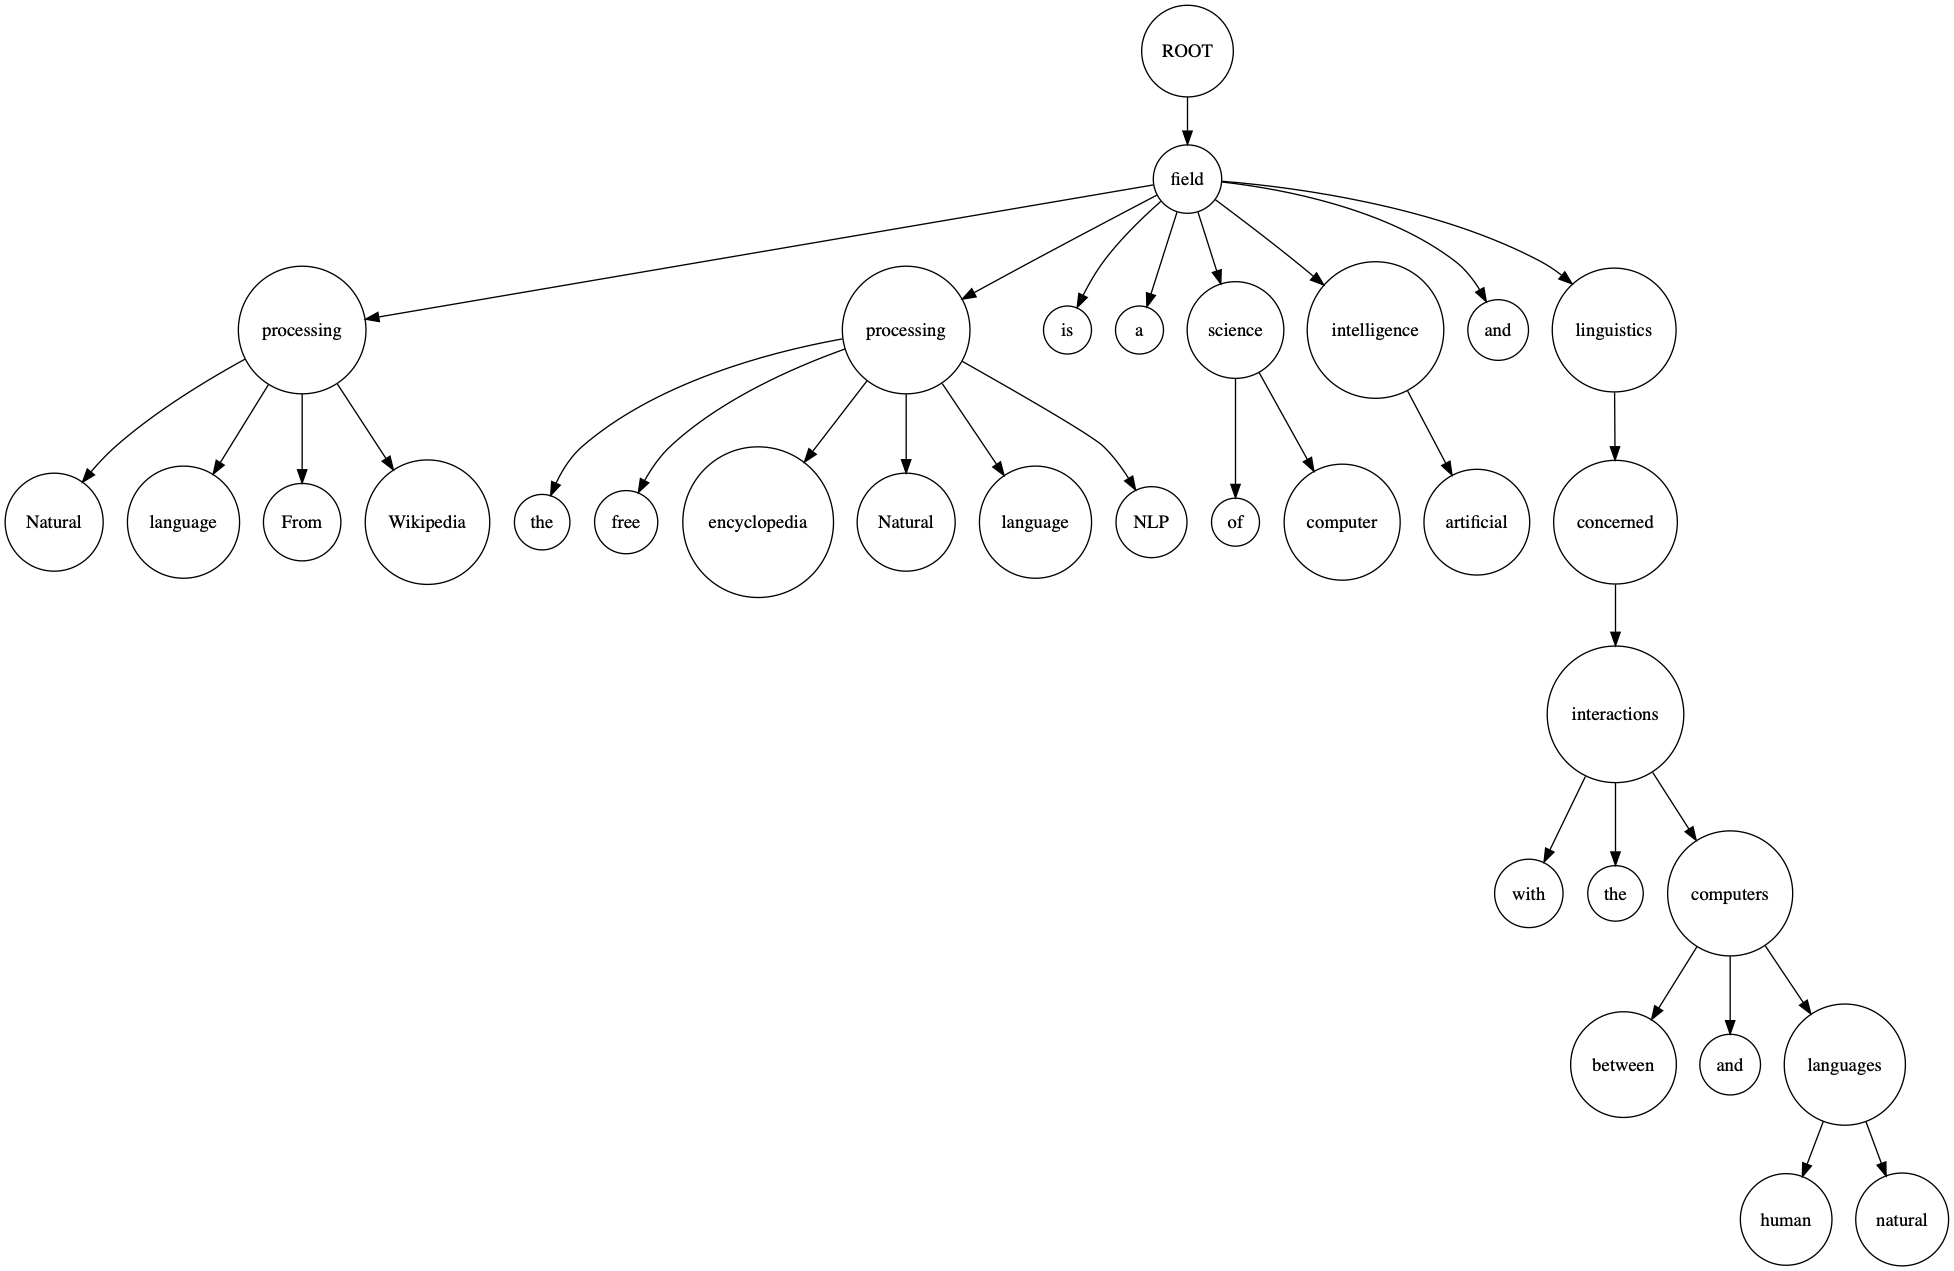 ROOT
field
processing processing is a science intelligence and linguistics
Natural language From Wikipedia the free encyclopedia Natural language NLP of computer artificial concerned
interactions
with the computers
between and languages
human natural